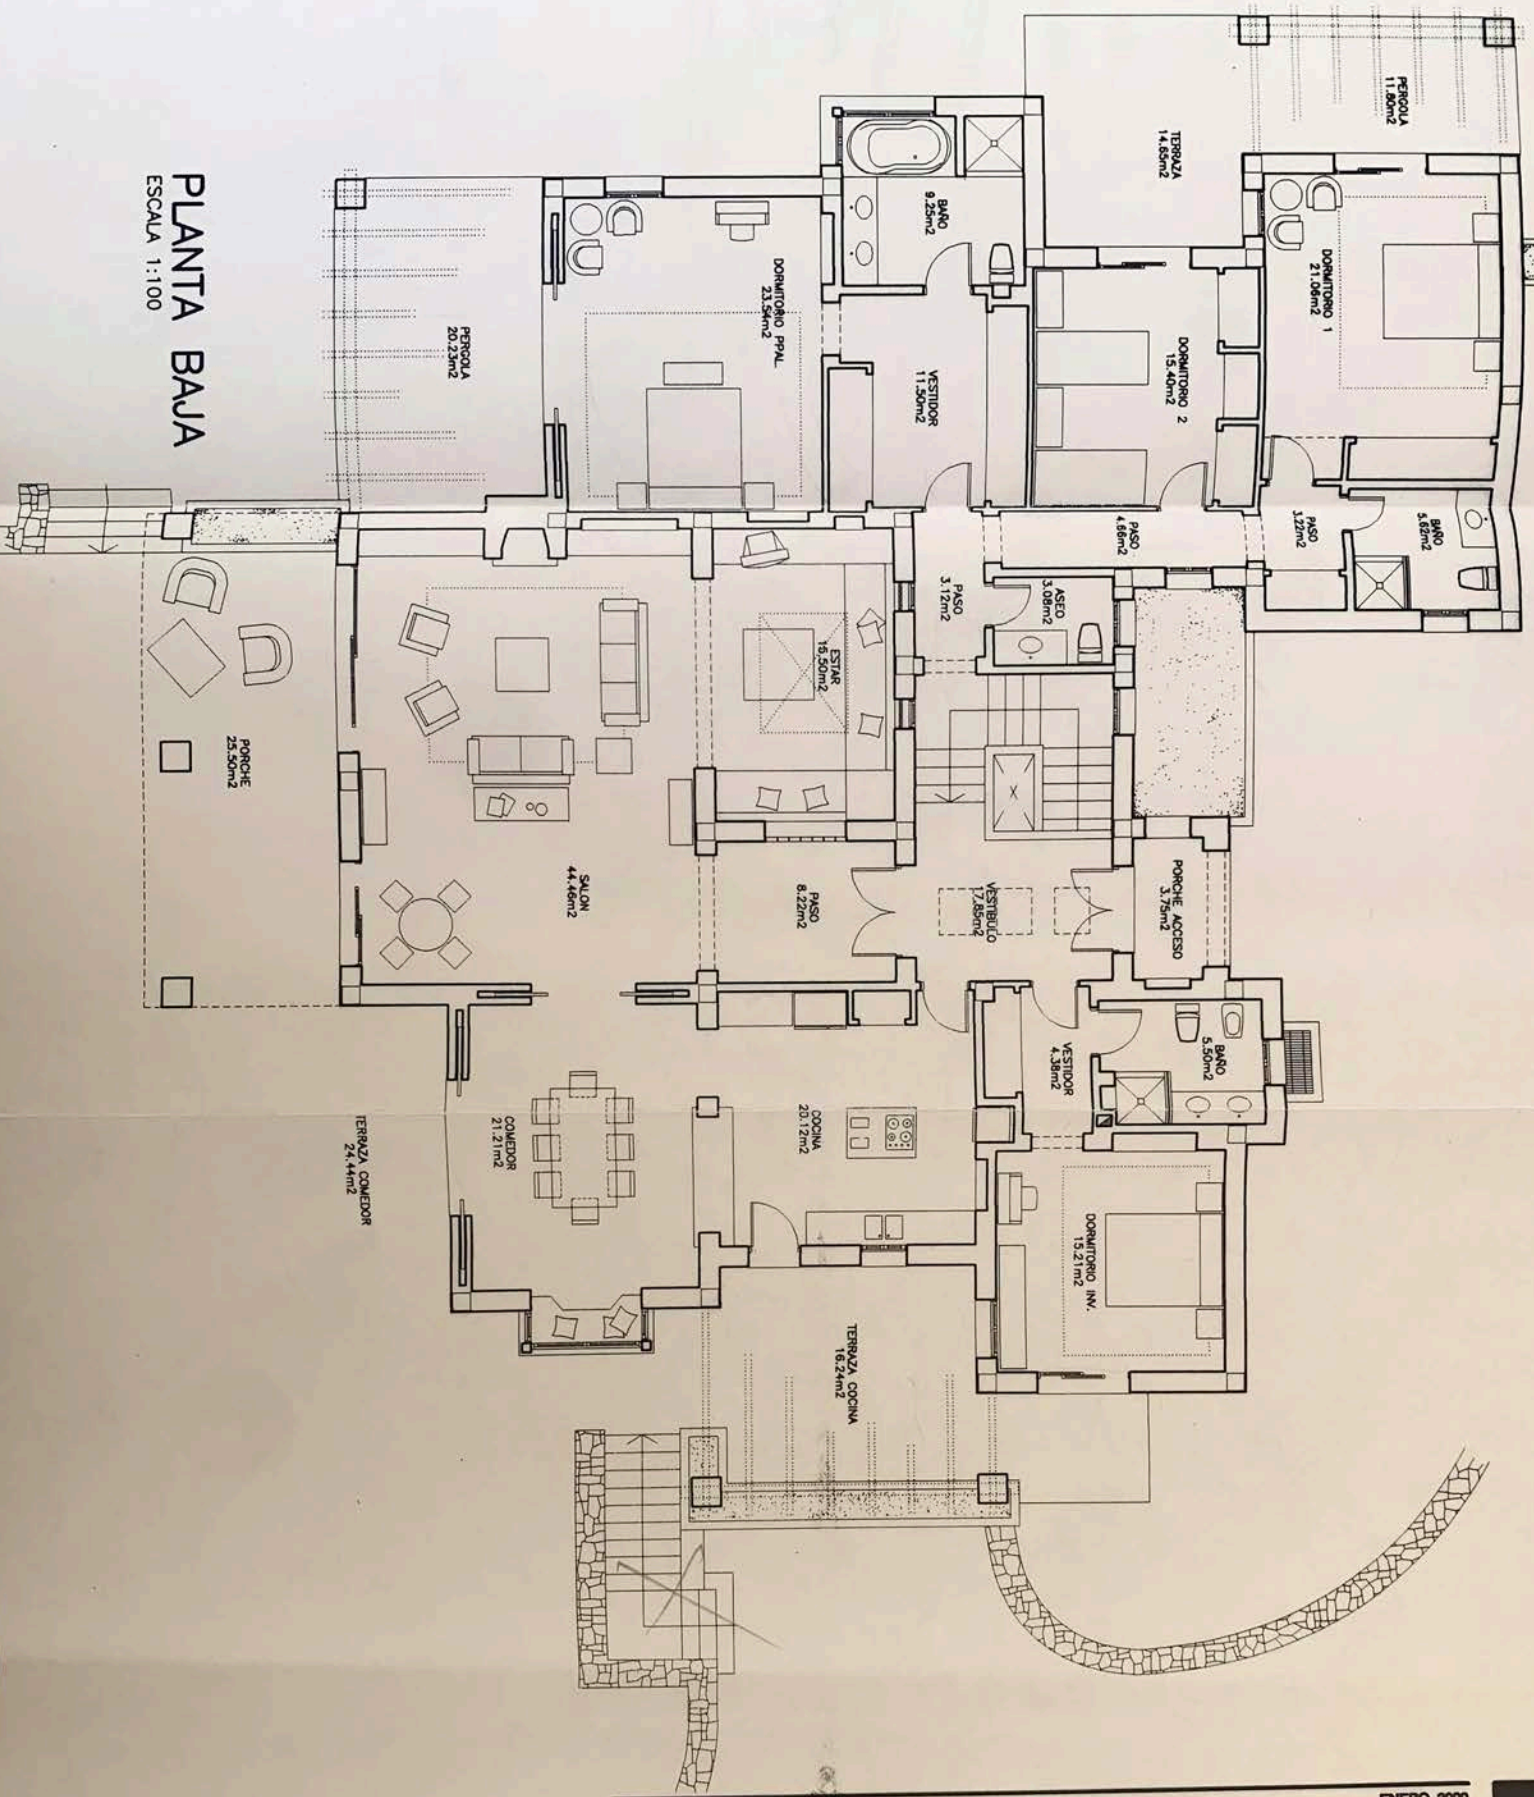 PERGOLA
11.80m2
TERRAZA
14.65m2
DORMITORIO 1
21.06m2
BAÑO
9.25m2
DORMITORIO 2
15.40m2
DORMITORIO PPAL.
23.54m2
VESTIDOR
11.50m2
PERGOLA
20.23m2
PLANTA BAJA
ESCALA 1:100
BAÑO
5.62m2
PASO
3.22m2
PASO
4.66m2
ASEO
3.08m2
PASO
3.12m2
ESTAR
15.50m2
PORCHE
25.50m2
SALON
44.46m2
PASO
8.22m2
VESTIBULO
17.85m2
PORCHE ACCESO
3.75m2
BAÑO
5.50m2
VESTIDOR
4.38m2
COCINA
20.12m2
COMEDOR
21.21m2
TERRAZA COMEDOR
24.44m2
DORMITORIO INV.
15.21m2
TERRAZA COCINA
16.24m2